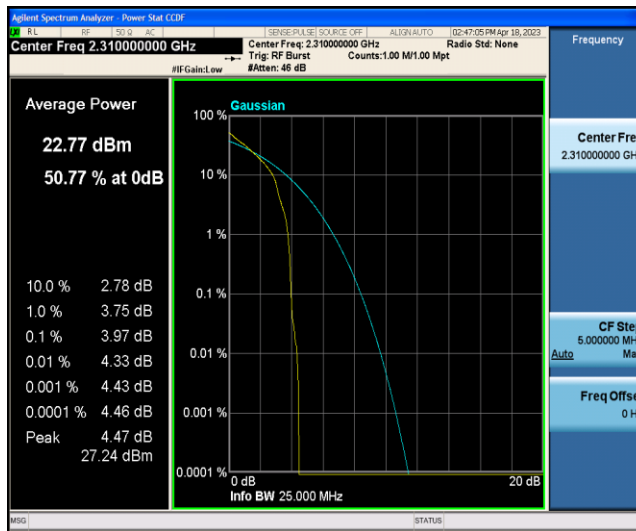 Agilent Spectrum Analyzer - Power Stat CCDF
RL RF 50 Ω AC SENSE:PULSE SOURCE OFF ALIGN AUTO 02:47:05 PM Apr 18, 2023
Center Freq 2.310000000 GHz
Center Freq: 2.310000000 GHz Radio Std: None
Trig: RF Burst Counts:1.00 M/1.00 Mpt
#IFGain:Low #Atten: 46 dB
Frequency
Average Power
22.77 dBm
50.77 % at 0dB
10.0 % 2.78 dB
1.0 % 3.75 dB
0.1 % 3.97 dB
0.01 % 4.33 dB
0.001 % 4.43 dB
0.0001 % 4.46 dB
Peak 4.47 dB
27.24 dBm
Gaussian
100 %
10 %
1 %
0.1 %
0.01 %
0.001 %
0.0001 %
0 dB 20 dB
Info BW 25.000 MHz
Center Fre
2.310000000 GH
CF Ste
5.000000 MH
Auto Ma
Freq Offse
0 H
MSG STATUS